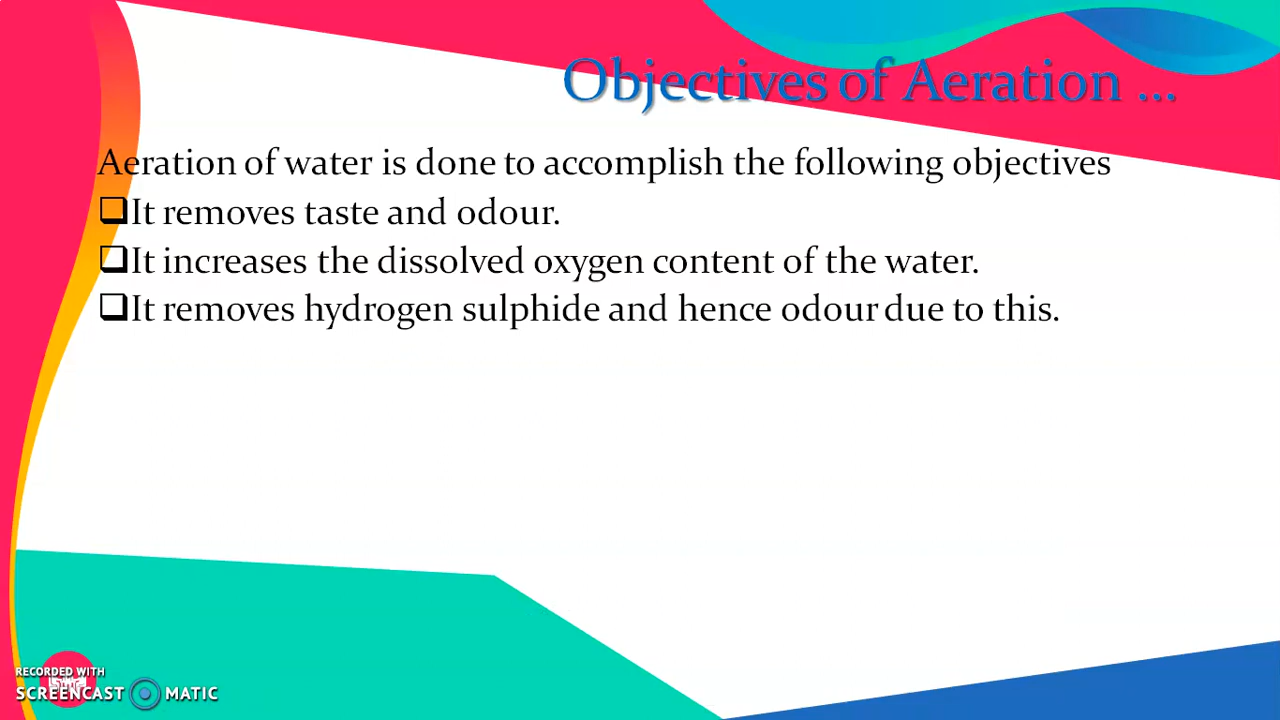 Objectives of Aeration ...
Aeration of water is done to accomplish the following objectives
❑It removes taste and odour.
❑It increases the dissolved oxygen content of the water.
❑It removes hydrogen sulphide and hence odour due to this.
RECORDED WITH
SCREENCAST MATIC